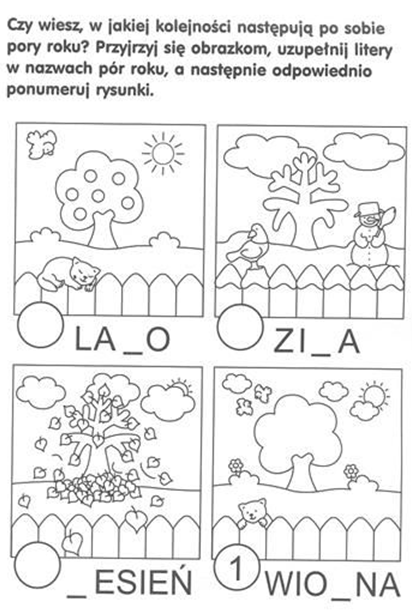 Czy wiesz, w jakiej kolejności następują po sobie
pory roku? Przyjrzyj się obrazkom, uzupełnij litery
w nazwach pór roku, a następnie odpowiednio
ponumeruj rysunki.
LA_O
ZI_A
_ESIEŃ
1 WIO_NA